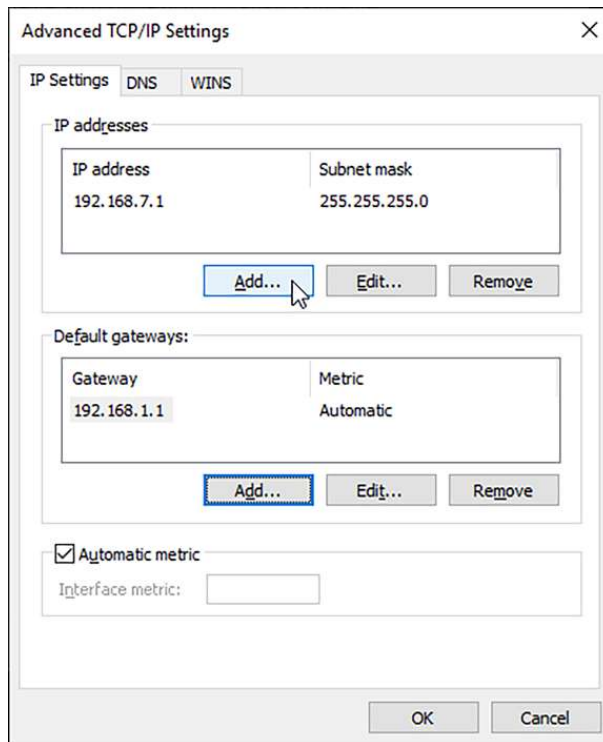 Advanced TCP/IP Settings
IP Settings DNS WINS
IP addresses
IP address Subnet mask
192.168.7.1 255.255.255.0
Add... Edit... Remove
Default gateways:
Gateway Metric
192.168.1.1 Automatic
Add... Edit... Remove
Automatic metric
Interface metric:
OK Cancel